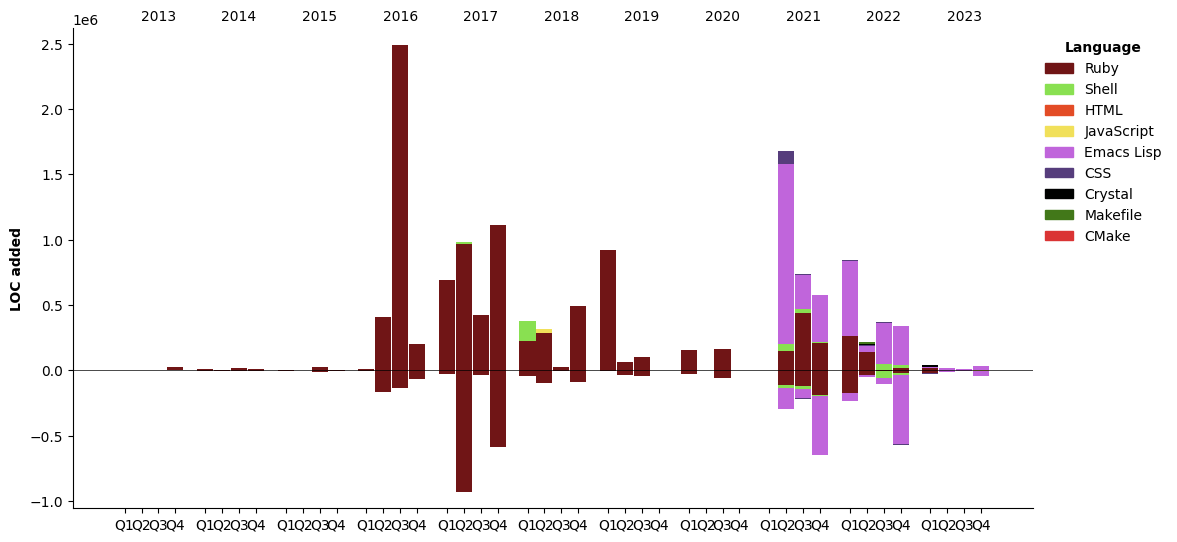 1e6
2013 2014 2015 2016 2017 2018 2019 2020 2021 2022 2023
2.5
2.0
1.5
1.0
0.5
0.0
−0.5
−1.0
LOC added
Q1Q2Q3Q4 Q1Q2Q3Q4 Q1Q2Q3Q4 Q1Q2Q3Q4 Q1Q2Q3Q4 Q1Q2Q3Q4 Q1Q2Q3Q4 Q1Q2Q3Q4 Q1Q2Q3Q4 Q1Q2Q3Q4 Q1Q2Q3Q4
Language
Ruby
Shell
HTML
JavaScript
Emacs Lisp
CSS
Crystal
Makefile
CMake